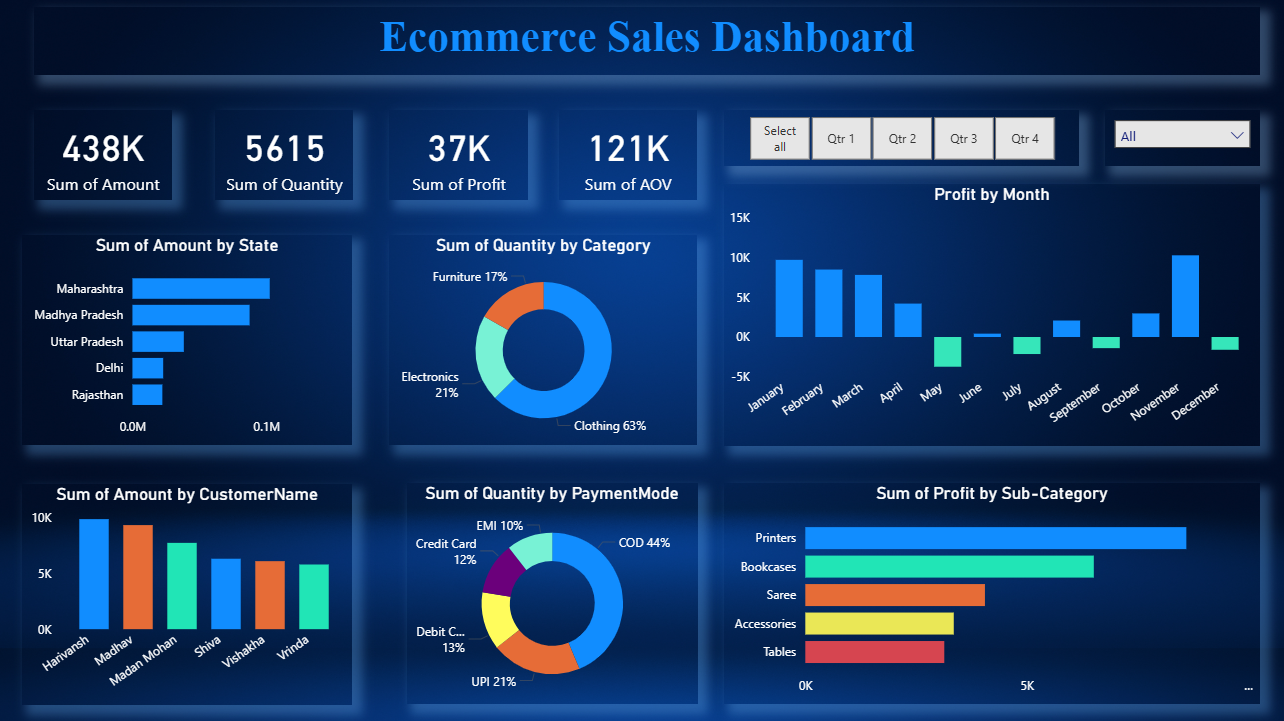 Ecommerce Sales Dashboard
438K
Sum of Amount
5615
Sum of Quantity
37K
Sum of Profit
121K
Sum of AOV
Select
all
Qtr 1
Qtr 2
Qtr 3
Qtr 4
All
Sum of Amount by State
Maharashtra
Madhya Pradesh
Uttar Pradesh
Delhi
Rajasthan
0.0M
0.1M
Sum of Quantity by Category
Furniture 17%
Electronics
21%
Clothing 63%
Profit by Month
15K
10K
5K
0K
-5K
January
February
March
April
May
June
July
August
September
October
November
December
Sum of Amount by CustomerName
10K
5K
0K
Harivansh
Madhav
Madan Mohan
Shiva
Vishakha
Vrinda
Sum of Quantity by PaymentMode
EMI 10%
Credit Card
12%
COD 44%
Debit C...
13%
UPI 21%
Sum of Profit by Sub-Category
Printers
Bookcases
Saree
Accessories
Tables
0K
5K
...